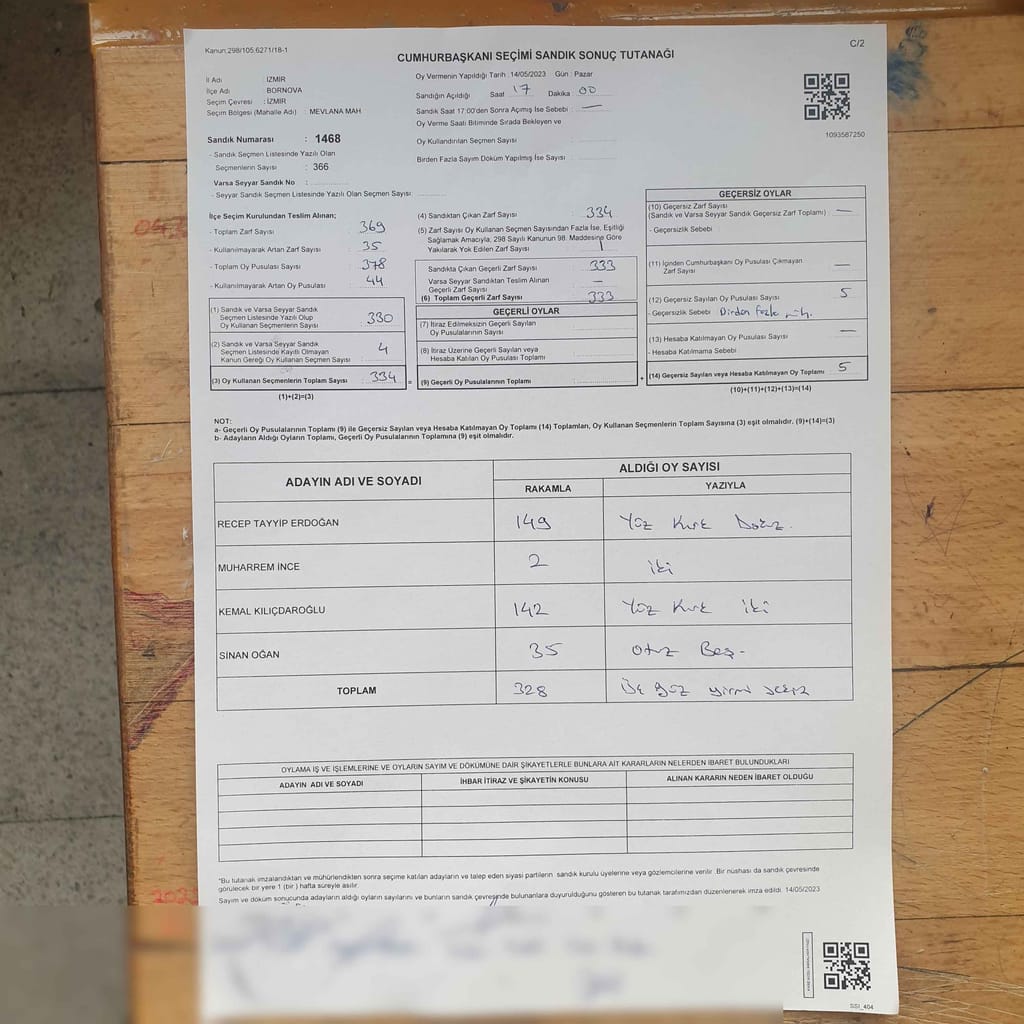 Kanun:298/105.6271/18-1
C/2
CUMHURBAŞKANI SEÇİMİ SANDIK SONUÇ TUTANAĞI
İl Adı : İZMİR
İlçe Adı : BORNOVA
Seçim Çevresi : İZMİR
Seçim Bölgesi (Mahalle Adı) : MEVLANA MAH
Sandık Numarası : 1468
- Sandık Seçmen Listesinde Yazılı Olan
Seçmenlerin Sayısı : 366
Varsa Seyyar Sandık No :
- Seyyar Sandık Seçmen Listesinde Yazılı Olan Seçmen Sayısı
Oy Vermenin Yapıldığı Tarih :14/05/2023 Gün : Pazar
Sandığın Açıldığı Saat 17 Dakika 00
Sandık Saat 17:00'den Sonra Açılmış İse Sebebi : —
Oy Verme Saati Bitiminde Sırada Bekleyen ve
Oy Kullandırılan Seçmen Sayısı
Birden Fazla Sayım Döküm Yapılmış İse Sayısı
1093587250
İlçe Seçim Kurulundan Teslim Alınan;
- Toplam Zarf Sayısı : 369
- Kullanılmayarak Artan Zarf Sayısı : 35
- Toplam Oy Pusulası Sayısı : 378
- Kullanılmayarak Artan Oy Pusulası : 44
(1) Sandık ve Varsa Seyyar Sandık
Seçmen Listesinde Yazılı Olup
Oy Kullanan Seçmenlerin Sayısı : 330
(2) Sandık ve Varsa Seyyar Sandık
Seçmen Listesinde Kayıtlı Olmayan
Kanun Gereği Oy Kullanan Seçmen Sayısı : 4
(3) Oy Kullanan Seçmenlerin Toplam Sayısı : 334
(1)+(2)=(3)
=
(4) Sandıktan Çıkan Zarf Sayısı : 334
(5) Zarf Sayısı Oy Kullanan Seçmen Sayısından Fazla İse, Eşitliği
Sağlamak Amacıyla; 298 Sayılı Kanunun 98. Maddesine Göre
Yakılarak Yok Edilen Zarf Sayısı
Sandıkta Çıkan Geçerli Zarf Sayısı : 333
Varsa Seyyar Sandıktan Teslim Alınan
Geçerli Zarf Sayısı : —
(6) Toplam Geçerli Zarf Sayısı : 333
GEÇERLİ OYLAR
(7) İtiraz Edilmeksizin Geçerli Sayılan
Oy Pusulalarının Sayısı
(8) İtiraz Üzerine Geçerli Sayılan veya
Hesaba Katılan Oy Pusulası Toplamı
(9) Geçerli Oy Pusulalarının Toplamı
+
GEÇERSİZ OYLAR
(10) Geçersiz Zarf Sayısı
(Sandık ve Varsa Seyyar Sandık Geçersiz Zarf Toplamı) : —
- Geçersizlik Sebebi
(11) İçinden Cumhurbaşkanı Oy Pusulası Çıkmayan
Zarf Sayısı : —
(12) Geçersiz Sayılan Oy Pusulası Sayısı : 5
- Geçersizlik Sebebi : Birden fazla
(13) Hesaba Katılmayan Oy Pusulası Sayısı : —
- Hesaba Katılmama Sebebi
(14) Geçersiz Sayılan veya Hesaba Katılmayan Oy Toplamı : 5
(10)+(11)+(12)+(13)=(14)
NOT:
a- Geçerli Oy Pusulalarının Toplamı (9) ile Geçersiz Sayılan veya Hesaba Katılmayan Oy Toplamı (14) Toplamları, Oy Kullanan Seçmenlerin Toplam Sayısına (3) eşit olmalıdır. (9)+(14)=(3)
b- Adayların Aldığı Oyların Toplamı, Geçerli Oy Pusulalarının Toplamına (9) eşit olmalıdır.
ADAYIN ADI VE SOYADI
ALDIĞI OY SAYISI
RAKAMLA YAZIYLA
RECEP TAYYİP ERDOĞAN 149 Yüz Kırk Dokuz.
MUHARREM İNCE 2 iki
KEMAL KILIÇDAROĞLU 142 Yüz Kırk iki
SİNAN OĞAN 35 Otuz Beş-
TOPLAM 328 Üç yüz yirmi sekiz
OYLAMA İŞ VE İŞLEMLERİNE VE OYLARIN SAYIM VE DÖKÜMÜNE DAİR ŞİKAYETLERLE BUNLARA AİT KARARLARIN NELERDEN İBARET BULUNDUKLARI
ADAYIN ADI VE SOYADI İHBAR İTİRAZ VE ŞİKAYETİN KONUSU ALINAN KARARIN NEDEN İBARET OLDUĞU
*Bu tutanak imzalandıktan ve mühürlendikten sonra seçime katılan adayların ve talep eden siyasi partilerin sandık kurulu üyelerine veya gözlemcilerine verilir. Bir nüshası da sandık çevresinde
görülecek bir yere 1 (bir ) hafta süreyle asılır.
Sayım ve döküm sonucunda adayların aldığı oyların sayılarını ve bunların sandık çevresinde bulunanlara duyurulduğunu gösteren bu tutanak tarafımızdan düzenlenerek imza edildi. 14/05/2023
SSI_404